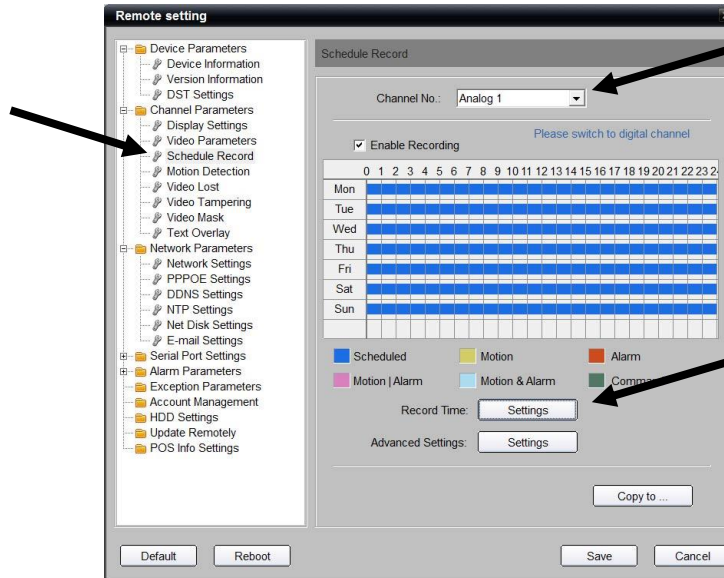 Remote setting
Device Parameters
Device Information
Version Information
DST Settings
Channel Parameters
Display Settings
Video Parameters
Schedule Record
Motion Detection
Video Lost
Video Tampering
Video Mask
Text Overlay
Network Parameters
Network Settings
PPPOE Settings
DDNS Settings
NTP Settings
Net Disk Settings
E-mail Settings
Serial Port Settings
Alarm Parameters
Exception Parameters
Account Management
HDD Settings
Update Remotely
POS Info Settings
Schedule Record
Channel No.: Analog 1
Please switch to digital channel
Enable Recording
0 1 2 3 4 5 6 7 8 9 10 11 12 13 14 15 16 17 18 19 20 21 22 23
Mon
Tue
Wed
Thu
Fri
Sat
Sun
Scheduled Motion Alarm
Motion | Alarm Motion & Alarm
Record Time: Settings
Advanced Settings: Settings
Copy to ...
Default Reboot Save Cancel